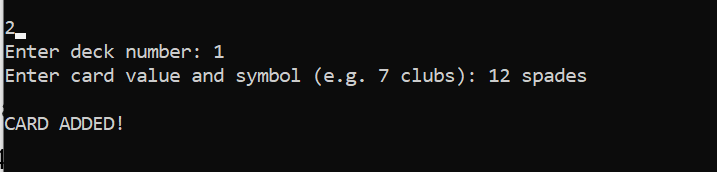 2
Enter deck number: 1
Enter card value and symbol (e.g. 7 clubs): 12 spades
CARD ADDED!